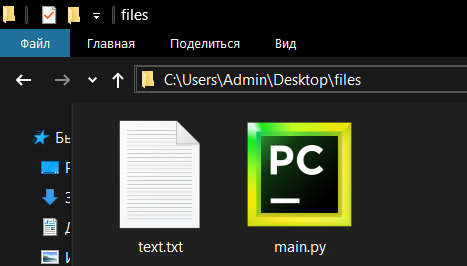 files
Файл Главная Поделиться Вид
C:\Users\Admin\Desktop\files
PC
text.txt main.py